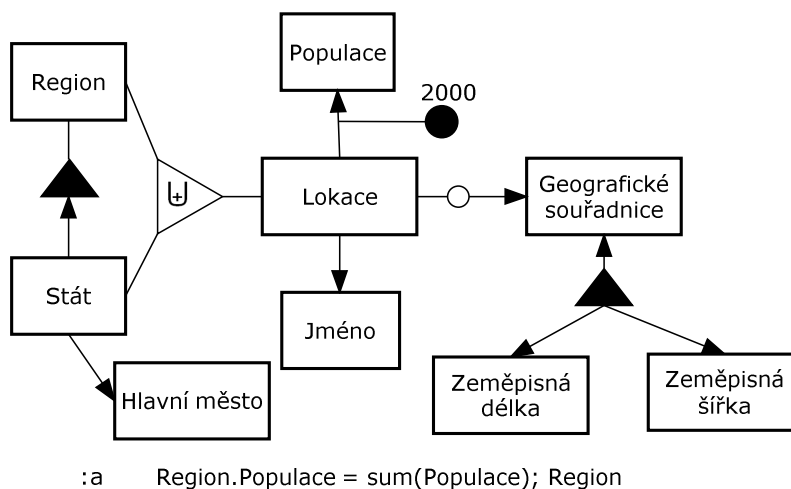 Populace
Region
2000
⊎
Lokace
Geografické
souřadnice
Stát
Jméno
Hlavní město
Zeměpisná
délka
Zeměpisná
šířka
:a Region.Populace = sum(Populace); Region